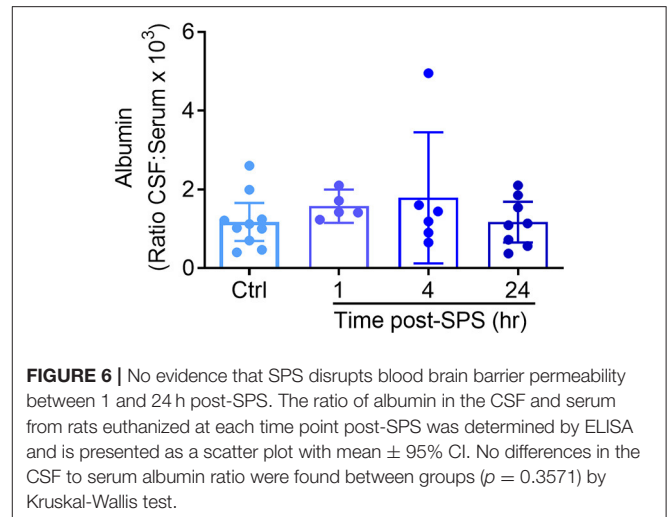 Albumin
(Ratio CSF:Serum x 10³)
6
4
2
0
Ctrl 1 4 24
Time post-SPS (hr)
FIGURE 6 | No evidence that SPS disrupts blood brain barrier permeability
between 1 and 24 h post-SPS. The ratio of albumin in the CSF and serum
from rats euthanized at each time point post-SPS was determined by ELISA
and is presented as a scatter plot with mean ± 95% CI. No differences in the
CSF to serum albumin ratio were found between groups (p = 0.3571) by
Kruskal-Wallis test.